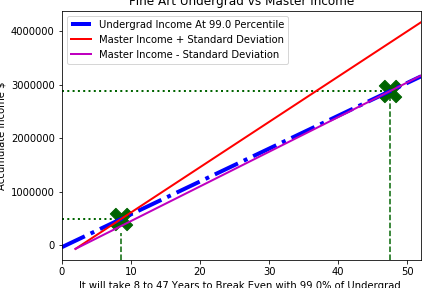 Fine Art Undergrad vs Master Income
Undergrad Income At 99.0 Percentile
Master Income + Standard Deviation
Master Income - Standard Deviation
Accumulate Income $
4000000
3000000
2000000
1000000
0
0 10 20 30 40 50
It will take 8 to 47 Years to Break Even with 99.0% of Undergrad